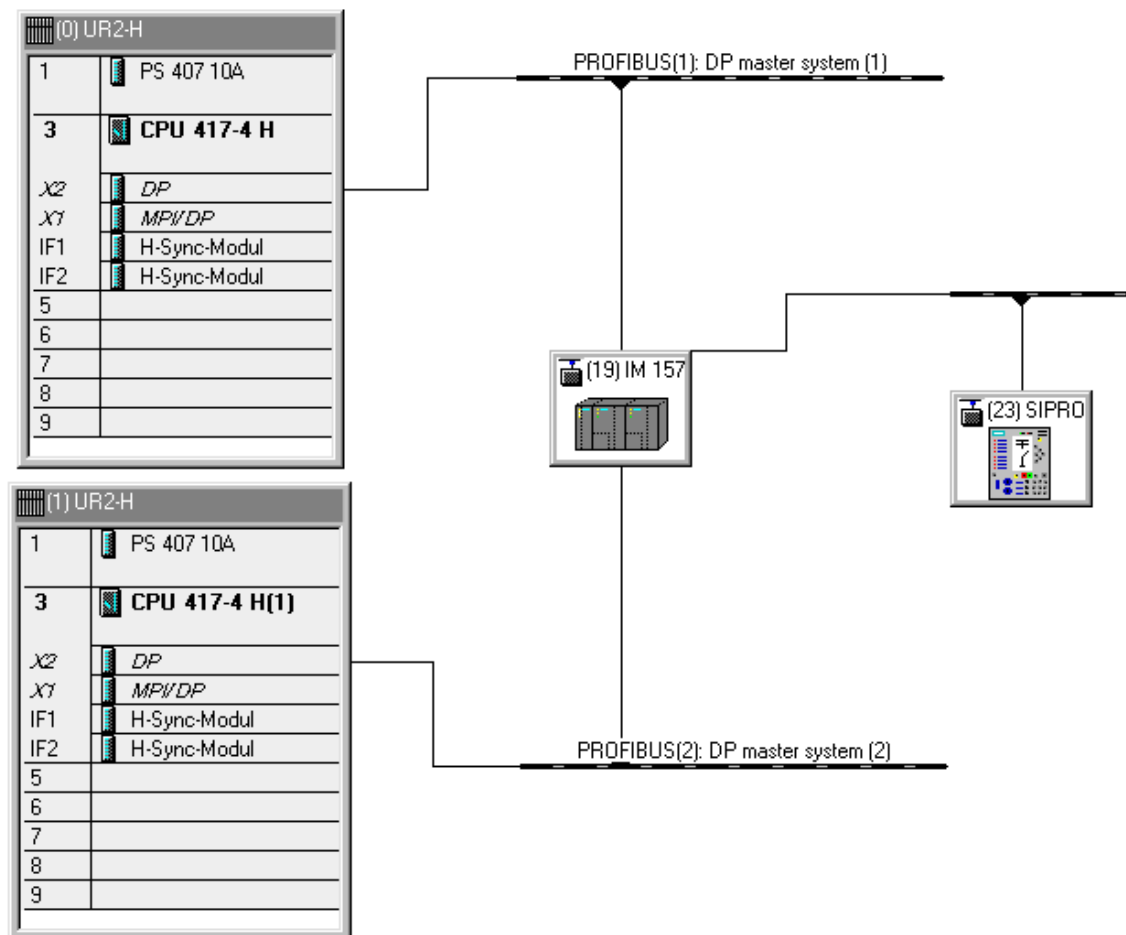 (0) UR2-H
1 PS 407 10A
3 CPU 417-4 H
X2 DP
X1 MPI/DP
IF1 H-Sync-Modul
IF2 H-Sync-Modul
5
6
7
8
9
PROFIBUS(1): DP master system (1)
(19) IM 157
(23) SIPRO
(1) UR2-H
1 PS 407 10A
3 CPU 417-4 H(1)
X2 DP
X1 MPI/DP
IF1 H-Sync-Modul
IF2 H-Sync-Modul
5
6
7
8
9
PROFIBUS(2): DP master system (2)